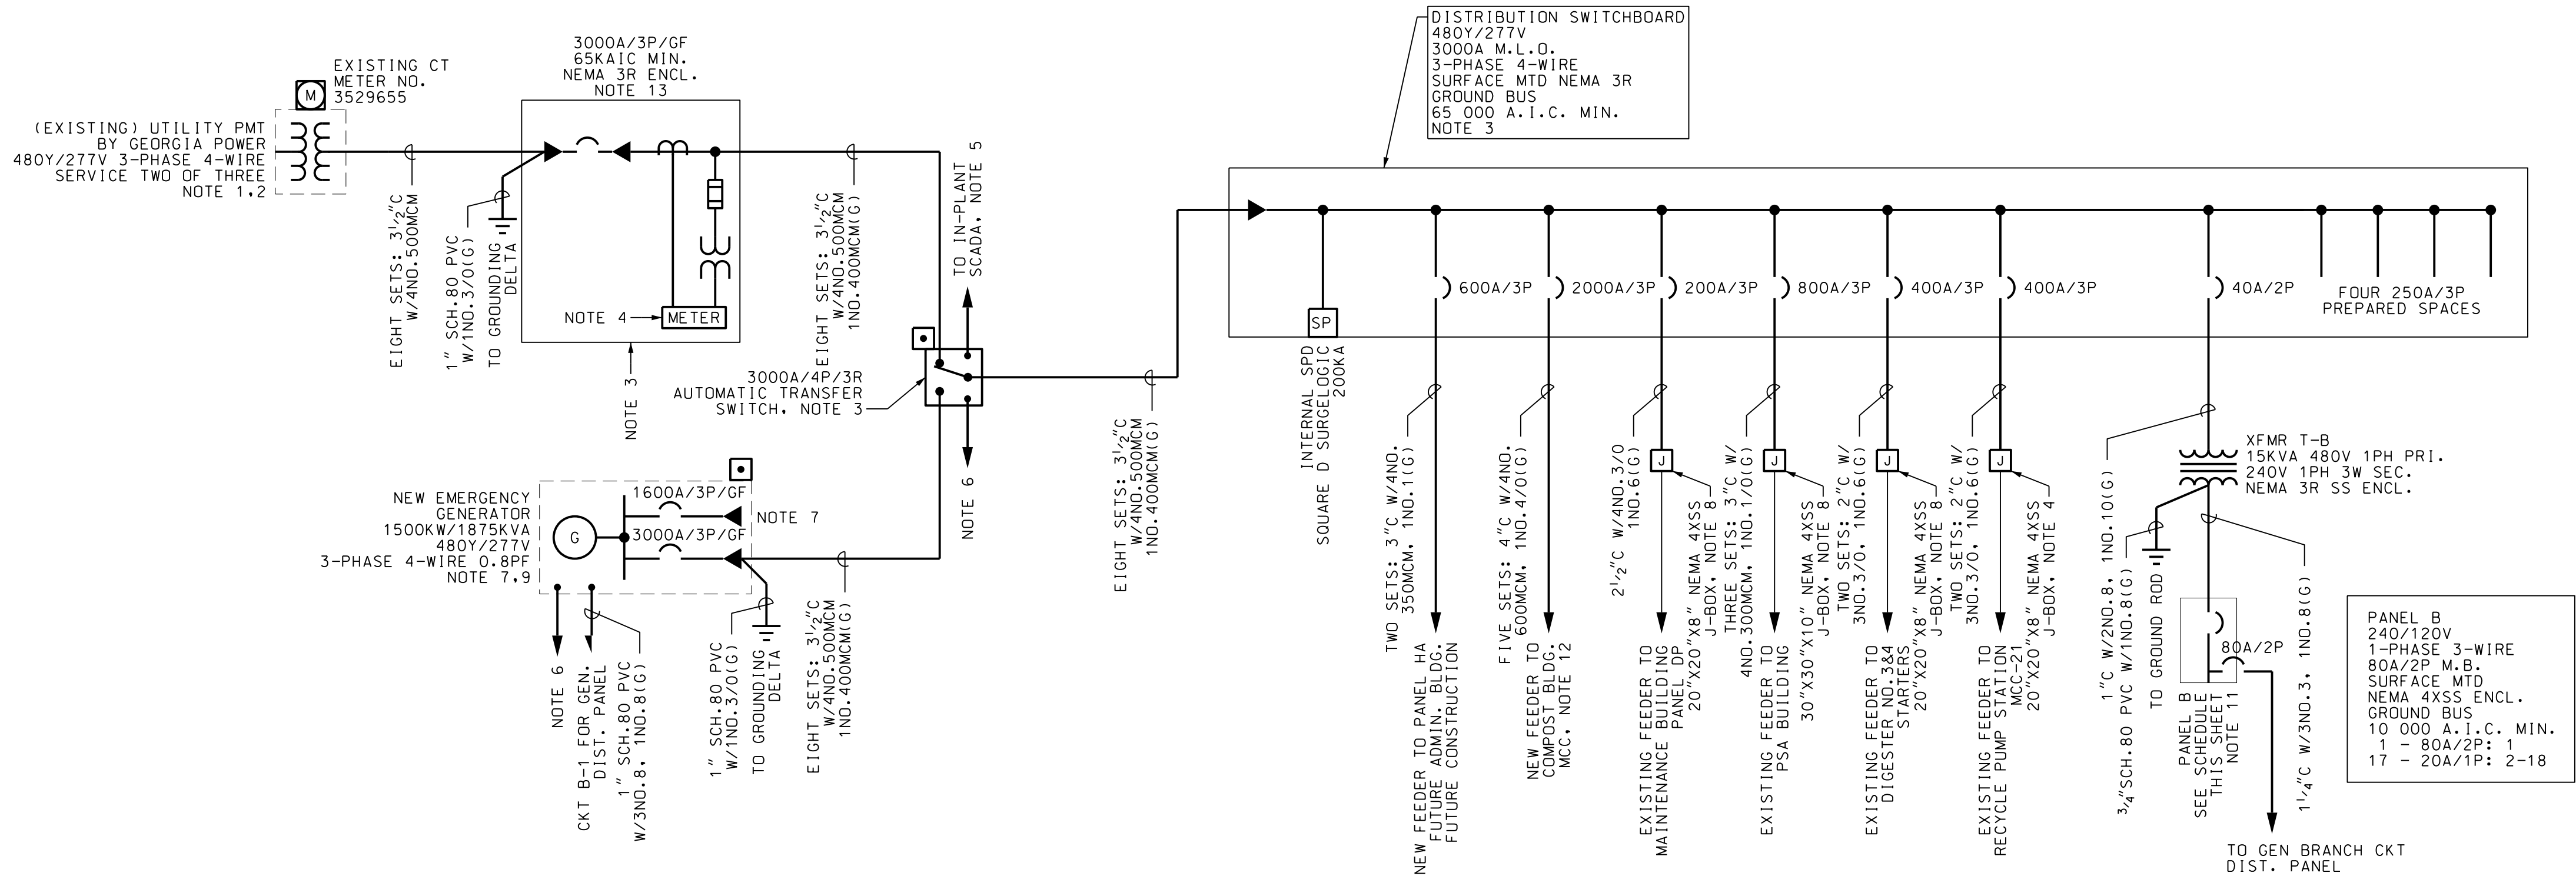 EXISTING CT
METER NO.
3529655
M
(EXISTING) UTILITY PMT
BY GEORGIA POWER
480Y/277V 3-PHASE 4-WIRE
SERVICE TWO OF THREE
NOTE 1,2
EIGHT SETS: 3½"C
W/4NO.500MCM
1" SCH.80 PVC
W/1NO.3/0(G)
TO GROUNDING
DELTA
3000A/3P/GF
65KAIC MIN.
NEMA 3R ENCL.
NOTE 13
NOTE 4
METER
NOTE 3
EIGHT SETS: 3½"C
W/4NO.500MCM
1NO.400MCM(G)
TO IN-PLANT
SCADA, NOTE 5
3000A/4P/3R
AUTOMATIC TRANSFER
SWITCH, NOTE 3
NOTE 6
NEW EMERGENCY
GENERATOR
1500KW/1875KVA
480Y/277V
3-PHASE 4-WIRE 0.8PF
NOTE 7,9
G
1600A/3P/GF
NOTE 7
3000A/3P/GF
NOTE 6
CKT B-1 FOR GEN.
DIST. PANEL
1" SCH.80 PVC
W/3NO.8, 1NO.8(G)
1" SCH.80 PVC
W/1NO.3/0(G)
TO GROUNDING
DELTA
EIGHT SETS: 3½"C
W/4NO.500MCM
1NO.400MCM(G)
EIGHT SETS: 3½"C
W/4NO.500MCM
1NO.400MCM(G)
DISTRIBUTION SWITCHBOARD
480Y/277V
3000A M.L.O.
3-PHASE 4-WIRE
SURFACE MTD NEMA 3R
GROUND BUS
65 000 A.I.C. MIN.
NOTE 3
SP
INTERNAL SPD
SQUARE D SURGELOGIC
200KA
600A/3P
2000A/3P
200A/3P
800A/3P
400A/3P
400A/3P
40A/2P
FOUR 250A/3P
PREPARED SPACES
TWO SETS: 3"C W/4NO.
350MCM, 1NO.1(G)
NEW FEEDER TO PANEL HA
FUTURE ADMIN. BLDG.
FUTURE CONSTRUCTION
FIVE SETS: 4"C W/4NO.
600MCM, 1NO.4/0(G)
NEW FEEDER TO
COMPOST BLDG.
MCC, NOTE 12
2½"C W/4NO.3/0
1NO.6(G)
J
EXISTING FEEDER TO
MAINTENANCE BUILDING
PANEL DP
20"X20"X8" NEMA 4XSS
J-BOX, NOTE 8
THREE SETS: 3"C W/
4NO.300MCM, 1NO.1/0(G)
J
EXISTING FEEDER TO
PSA BUILDING
30"X30"X10" NEMA 4XSS
J-BOX, NOTE 8
TWO SETS: 2"C W/
3NO.3/0, 1NO.6(G)
J
EXISTING FEEDER TO
DIGESTER NO.3&4
STARTERS
20"X20"X8" NEMA 4XSS
J-BOX, NOTE 8
TWO SETS: 2"C W/
3NO.3/0, 1NO.6(G)
J
EXISTING FEEDER TO
RECYCLE PUMP STATION
MCC-21
20"X20"X8" NEMA 4XSS
J-BOX, NOTE 4
1"C W/2NO.8, 1NO.10(G)
XFMR T-B
15KVA 480V 1PH PRI.
240V 1PH 3W SEC.
NEMA 3R SS ENCL.
¾"SCH.80 PVC W/1NO.8(G)
TO GROUND ROD
80A/2P
PANEL B
SEE SCHEDULE
THIS SHEET
NOTE 11
1¼"C W/3NO.3, 1NO.8(G)
TO GEN BRANCH CKT
DIST. PANEL
PANEL B
240/120V
1-PHASE 3-WIRE
80A/2P M.B.
SURFACE MTD
NEMA 4XSS ENCL.
GROUND BUS
10 000 A.I.C. MIN.
1 - 80A/2P: 1
17 - 20A/1P: 2-18